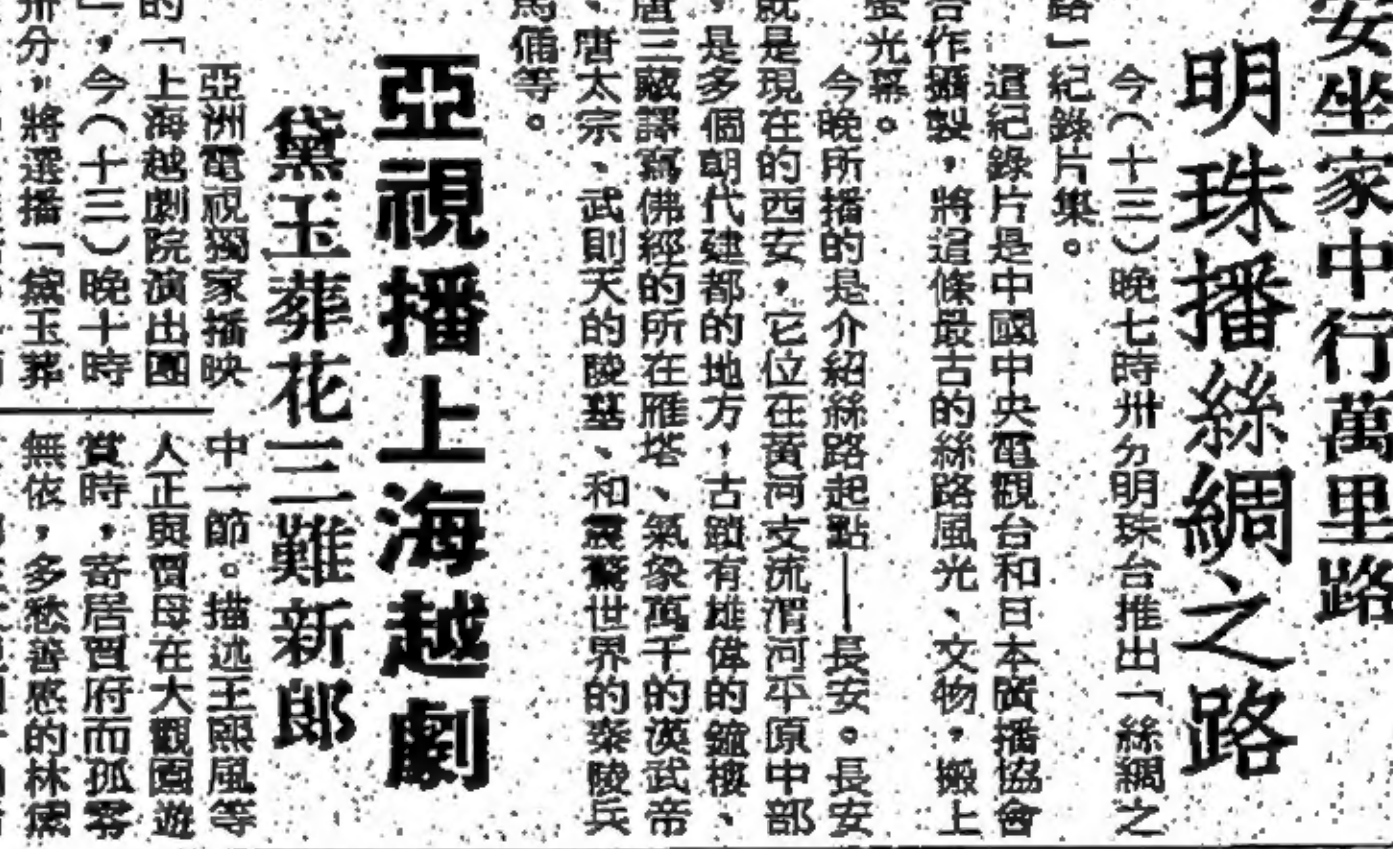 安坐家中行萬里路
明珠播絲綢之路
今(十三)晚七時卅分明珠台推出「絲綢之
路」紀錄片集。
這紀錄片是中國中央電視台和日本廣播協會
合作攝製,將這條最古的絲路風光、文物,搬上
螢光幕。
今晚所播的是介紹絲路起點——長安。長安
就是現在的西安,它位在黃河支流渭河平原中部
,是多個朝代建都的地方,古蹟有雄偉的鐘樓、
唐三藏譯寫佛經的所在雁塔、氣象萬千的漢武帝
、唐太宗、武則天的陵墓、和震驚世界的秦陵兵
馬俑等。
亞視播上海越劇
黛玉葬花三難新郎
亞洲電視獨家播映
的「上海越劇院演出團
」,今(十三)晚十時
卅分,將選播「黛玉葬
中一節。描述王熙鳳等
人正與賈母在大觀園遊
賞時,寄居賈府而孤零
無依,多愁善感的林黛